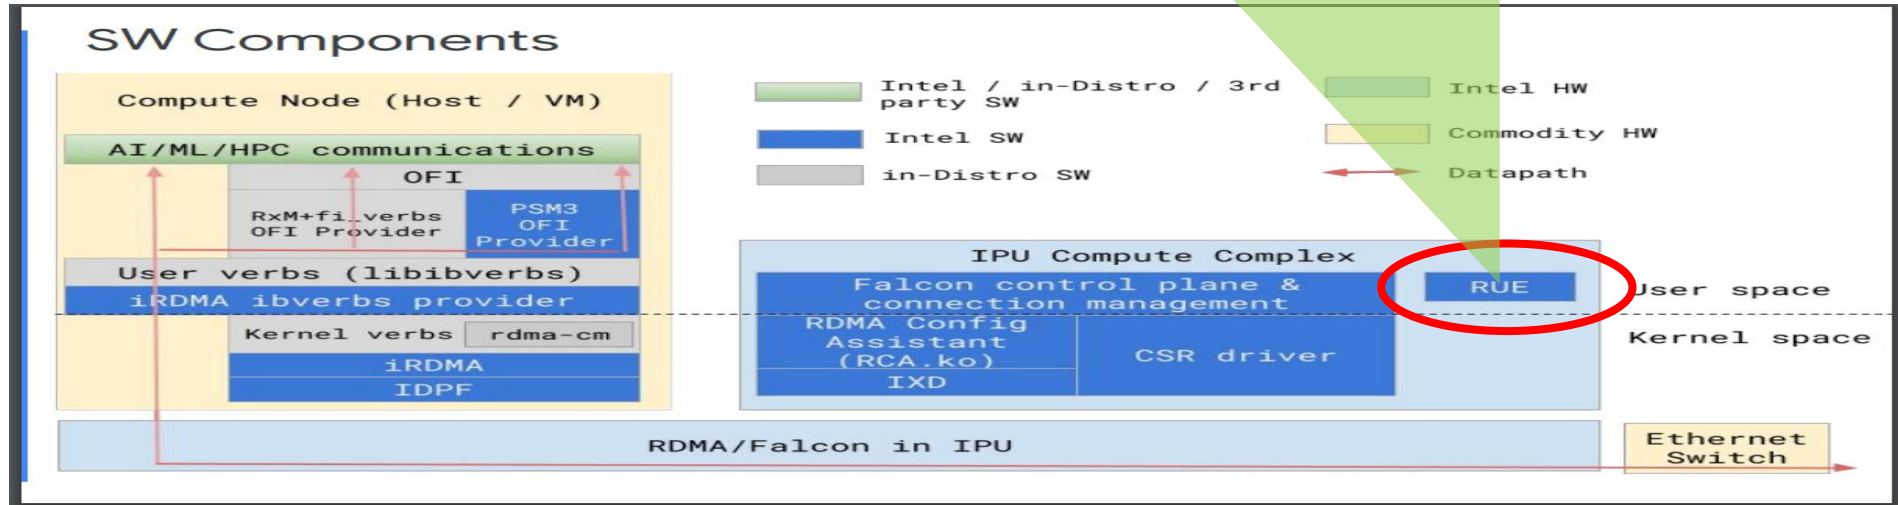 SW Components
Compute Node (Host / VM)
AI/ML/HPC communications
OFI
RxM+fi_verbs
OFI Provider
PSM3
OFI
Provider
User verbs (libibverbs)
iRDMA ibverbs provider
Kernel verbs
rdma-cm
iRDMA
IDPF
Intel / in-Distro / 3rd
party SW
Intel SW
in-Distro SW
Intel HW
Commodity HW
Datapath
IPU Compute Complex
Falcon control plane &
connection management
RUE
RDMA Config
Assistant
(RCA.ko)
CSR driver
IXD
User space
Kernel space
RDMA/Falcon in IPU
Ethernet
Switch